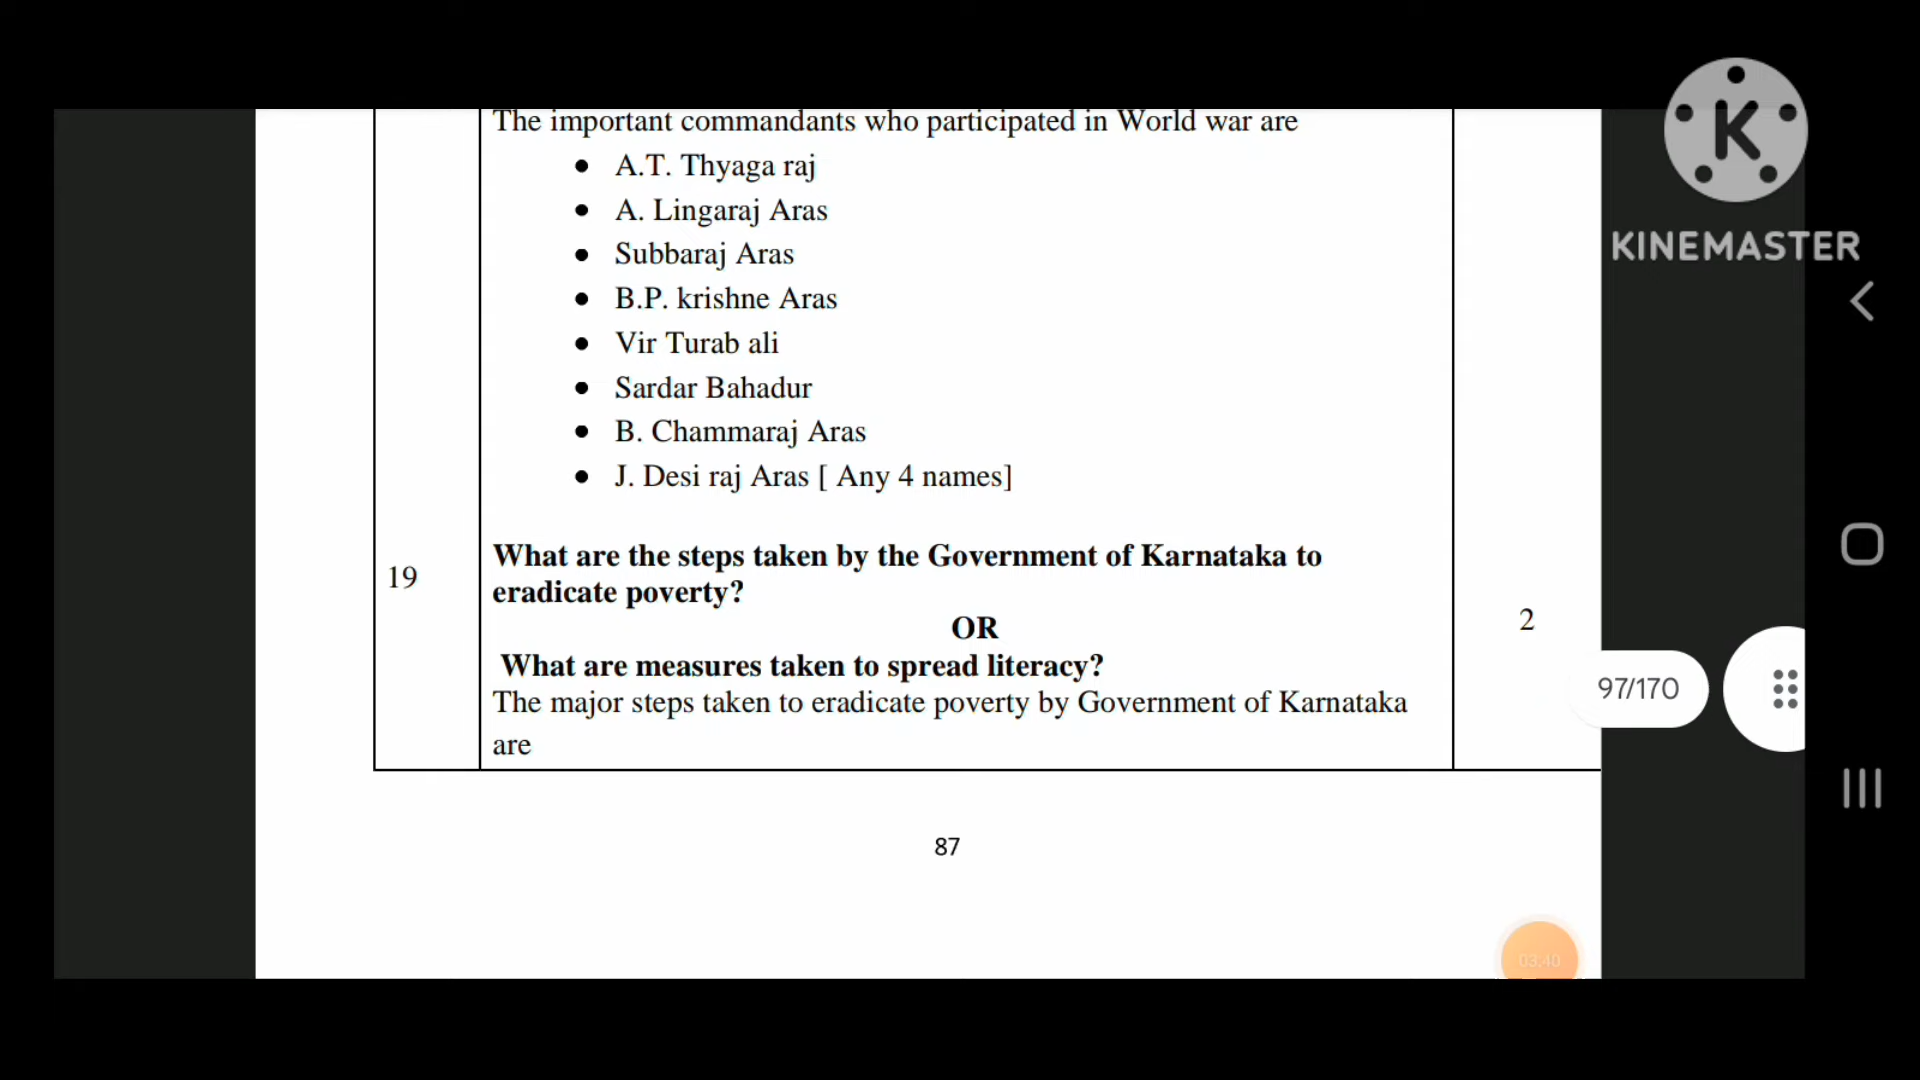 The important commandants who participated in World war are
• A.T. Thyaga raj
• A. Lingaraj Aras
• Subbaraj Aras
• B.P. krishne Aras
• Vir Turab ali
• Sardar Bahadur
• B. Chammaraj Aras
• J. Desi raj Aras [ Any 4 names]
19
What are the steps taken by the Government of Karnataka to
eradicate poverty?
OR
What are measures taken to spread literacy?
The major steps taken to eradicate poverty by Government of Karnataka
are
2
87
97/170
03:40
K
KINEMASTER